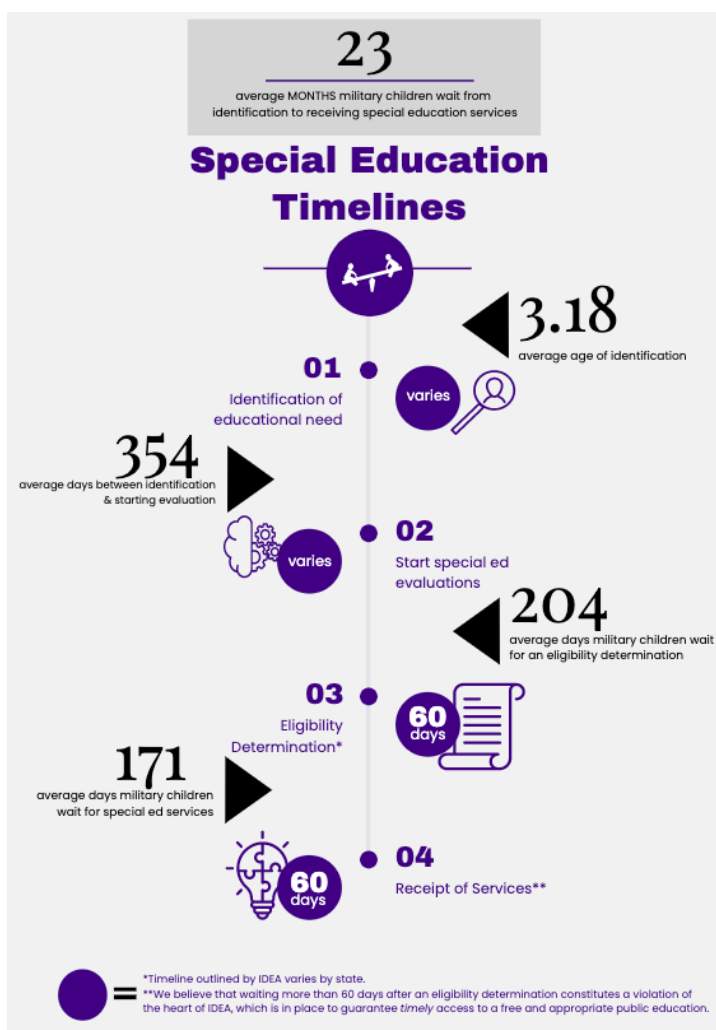 23
average MONTHS military children wait from
identification to receiving special education services
Special Education
Timelines
3.18
average age of identification
01
Identification of
educational need
varies
354
average days between identification
& starting evaluation
02
Start special ed
evaluations
varies
204
average days military children wait
for an eligibility determination
03
Eligibility
Determination*
60
days
171
average days military children
wait for special ed services
04
Receipt of Services**
60
days
=
*Timeline outlined by IDEA varies by state.
**We believe that waiting more than 60 days after an eligibility determination constitutes a violation of
the heart of IDEA, which is in place to guarantee timely access to a free and appropriate public education.